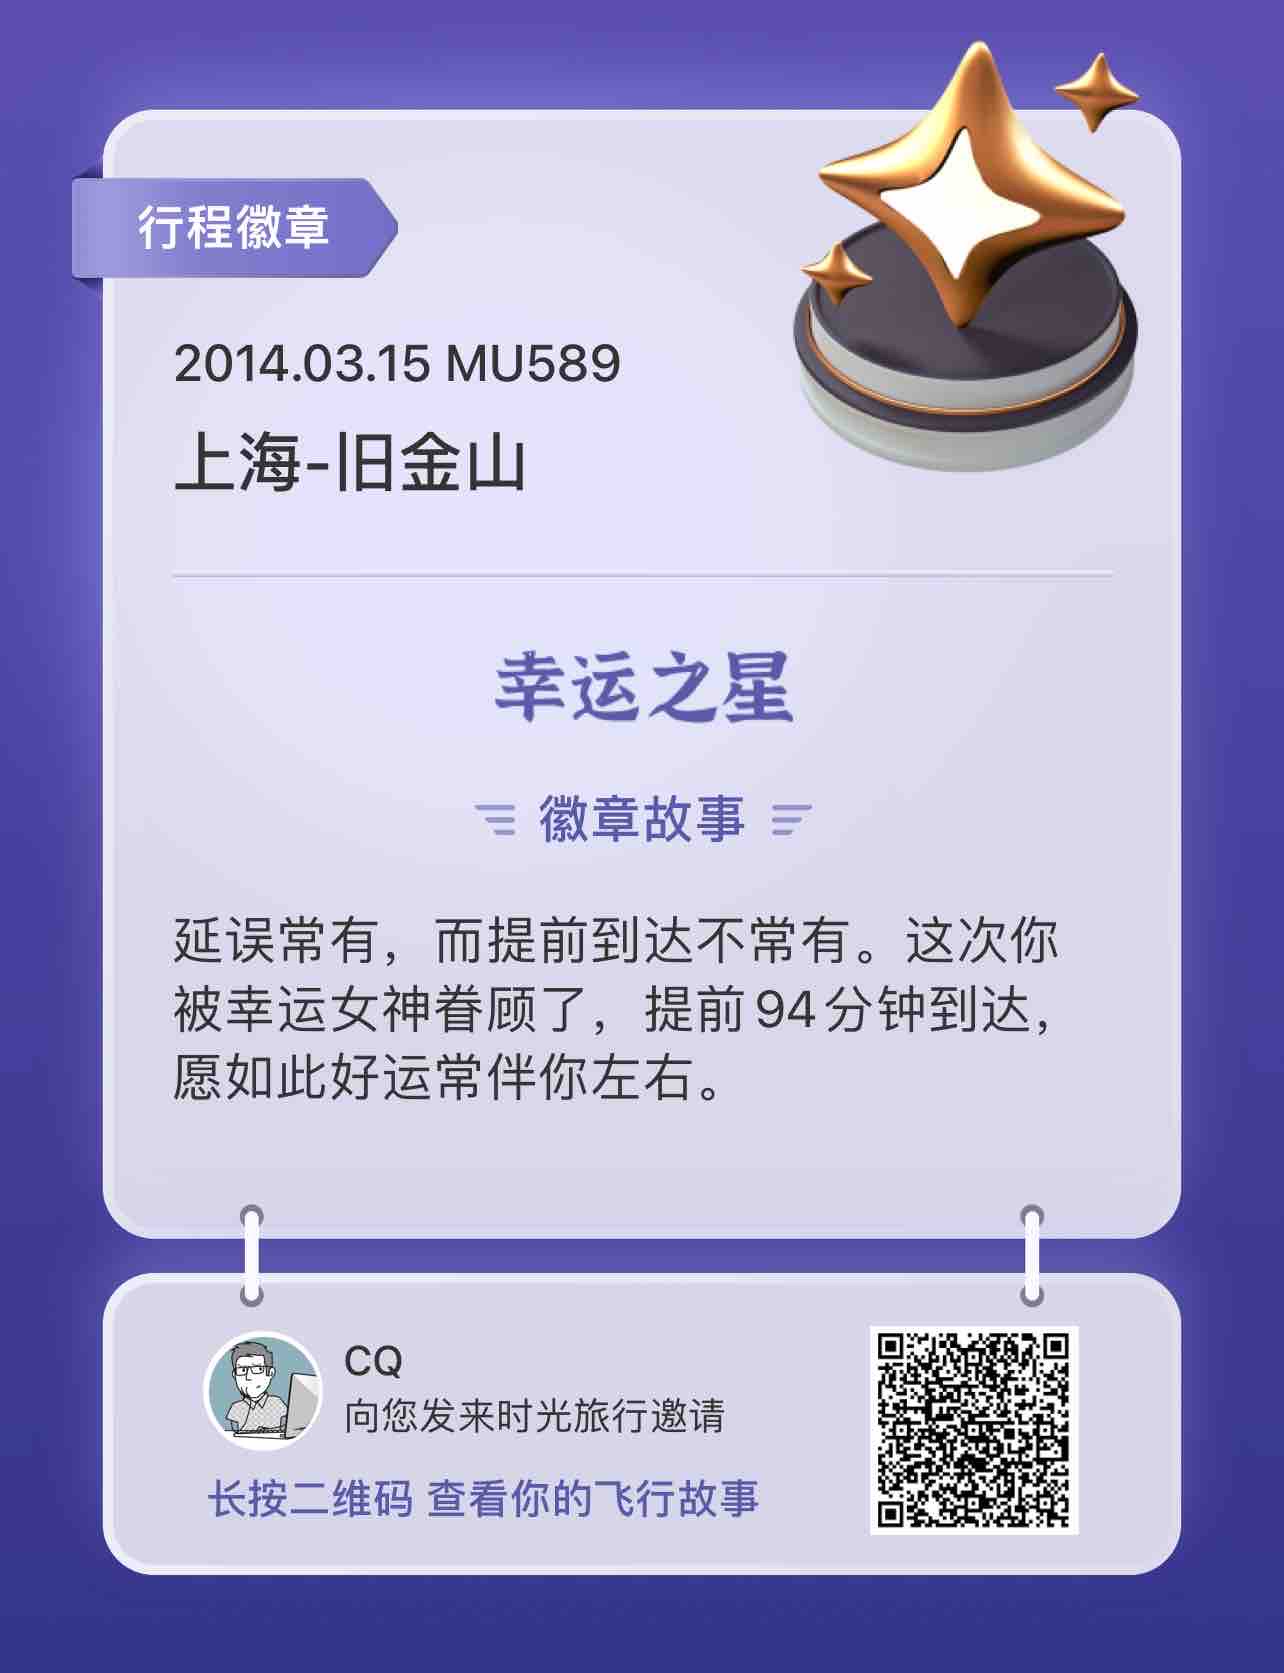 行程徽章
2014.03.15 MU589
上海-旧金山
幸运之星
徽章故事
延误常有，而提前到达不常有。这次你
被幸运女神眷顾了，提前94分钟到达，
愿如此好运常伴你左右。
CQ
向您发来时光旅行邀请
长按二维码 查看你的飞行故事